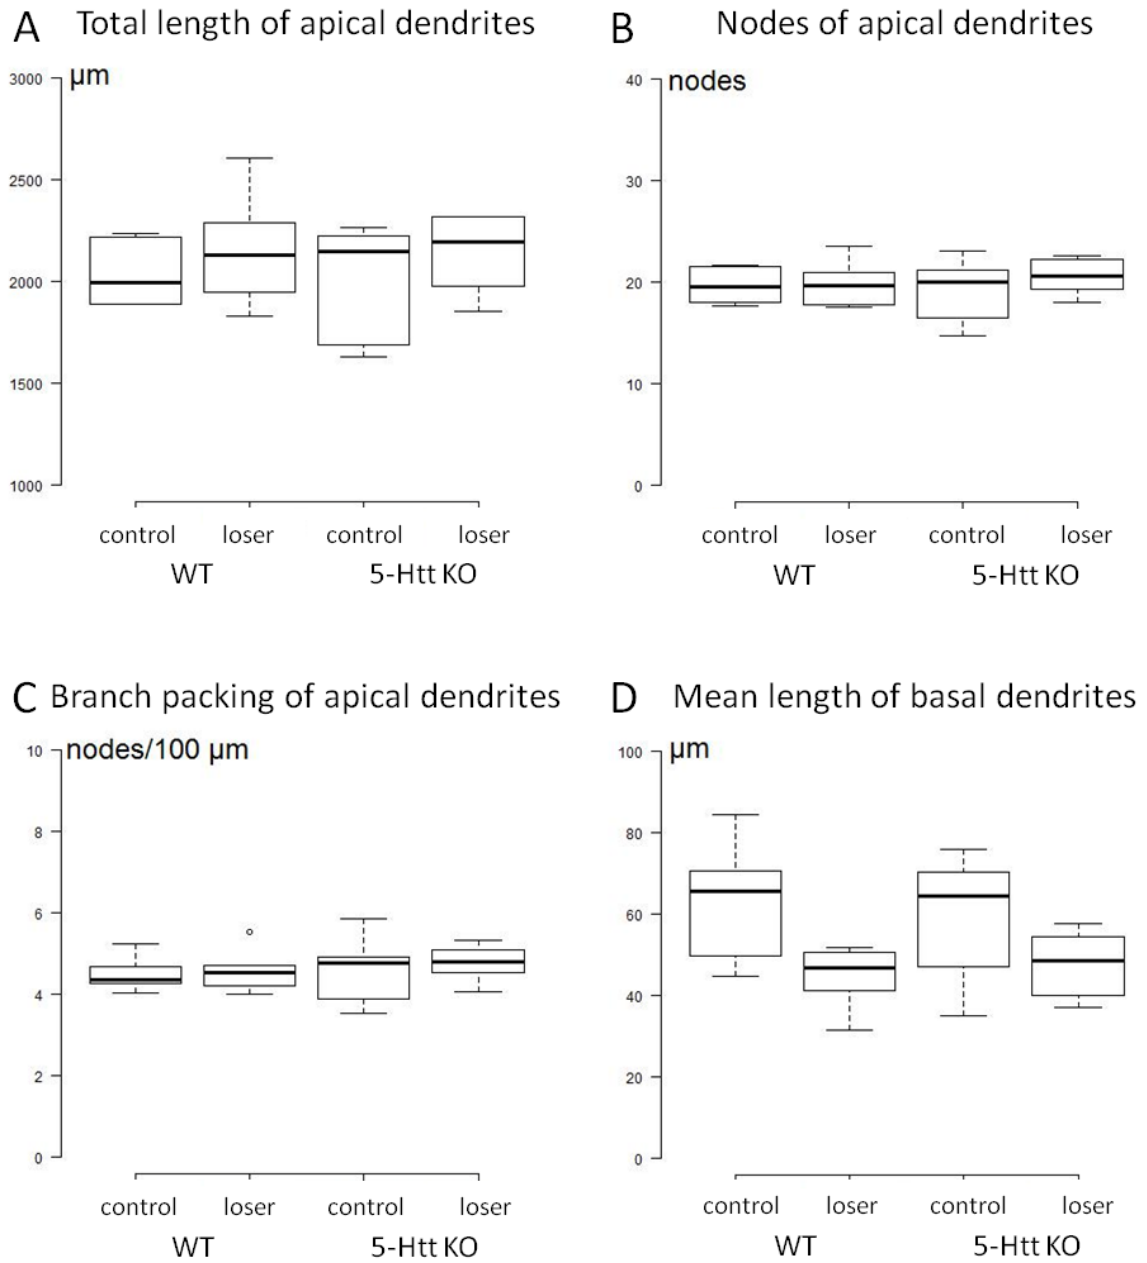 A Total length of apical dendrites
µm
3000
2500
2000
1500
1000
control loser control loser
WT 5-Htt KO
B Nodes of apical dendrites
nodes
40
30
20
10
0
control loser control loser
WT 5-Htt KO
C Branch packing of apical dendrites
nodes/100 µm
10
8
6
4
2
0
control loser control loser
WT 5-Htt KO
D Mean length of basal dendrites
µm
100
80
60
40
20
0
control loser control loser
WT 5-Htt KO